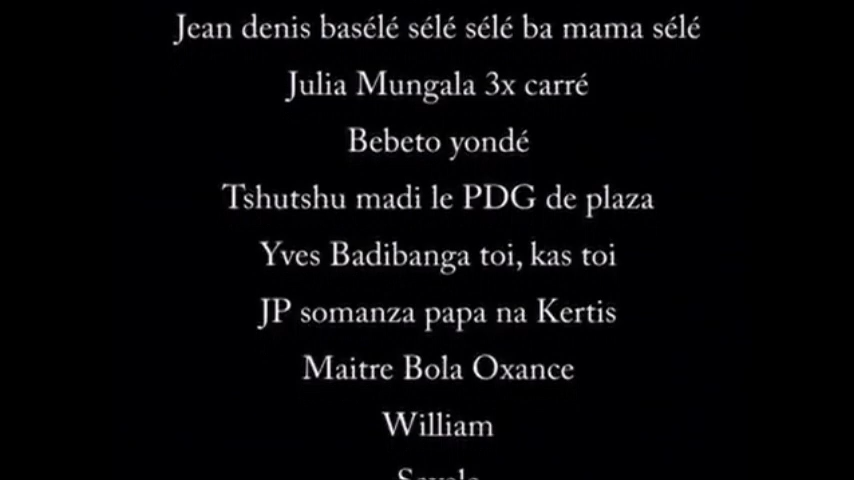 Jean denis basélé sélé sélé ba mama sélé
Julia Mungala 3x carré
Bebeto yondé
Tshutshu madi le PDG de plaza
Yves Badibanga toi, kas toi
JP somanza papa na Kertis
Maitre Bola Oxance
William